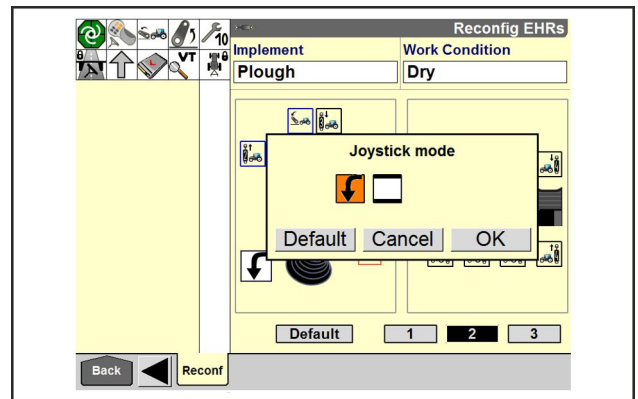 Reconfig EHRs
10
VT
Implement
Work Condition
Plough
Dry
Joystick mode
Default
Cancel
OK
Default
1
2
3
Back
Reconf